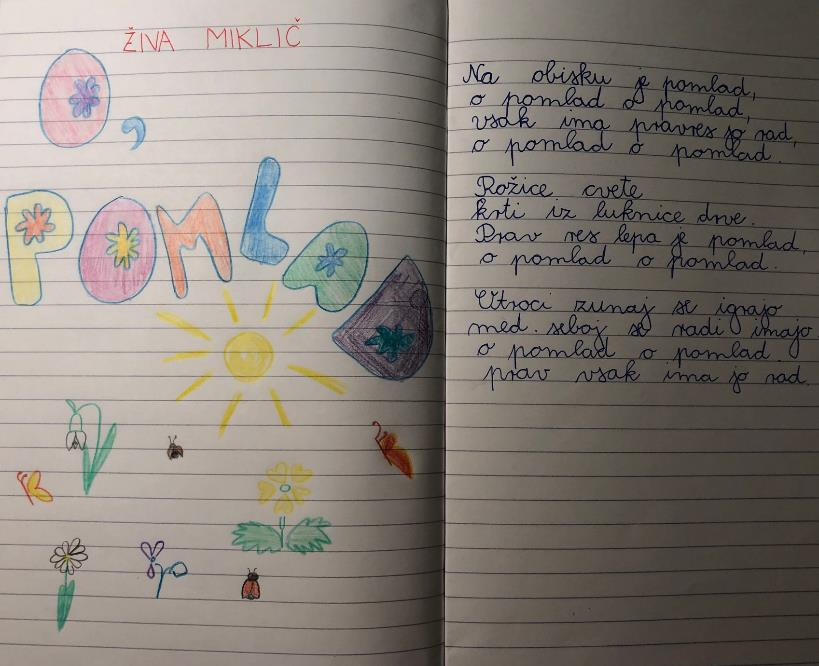 ŽIVA MIKLIČ
O,
POMLAD
Na obisku je pomlad,
o pomlad o pomlad,
vsak ima prav res jo rad,
o pomlad o pomlad.
Rožice cvete
krti iz luknice drve.
Prav res lepa je pomlad,
o pomlad o pomlad.
Otroci zunaj se igrajo
med. seboj se radi imajo
o pomlad o pomlad.
prav vsak ima jo rad.